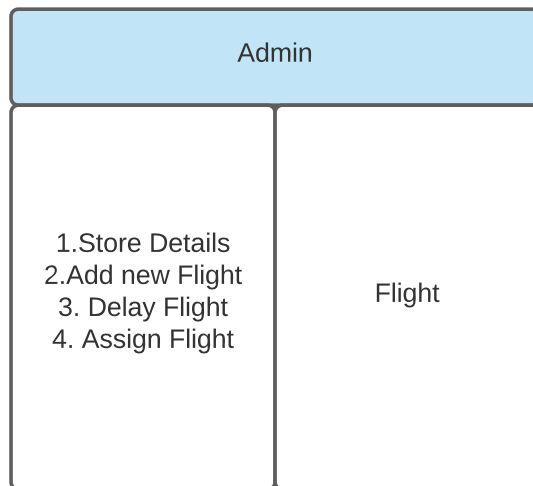 Admin
1.Store Details
2.Add new Flight
3. Delay Flight
4. Assign Flight
Flight